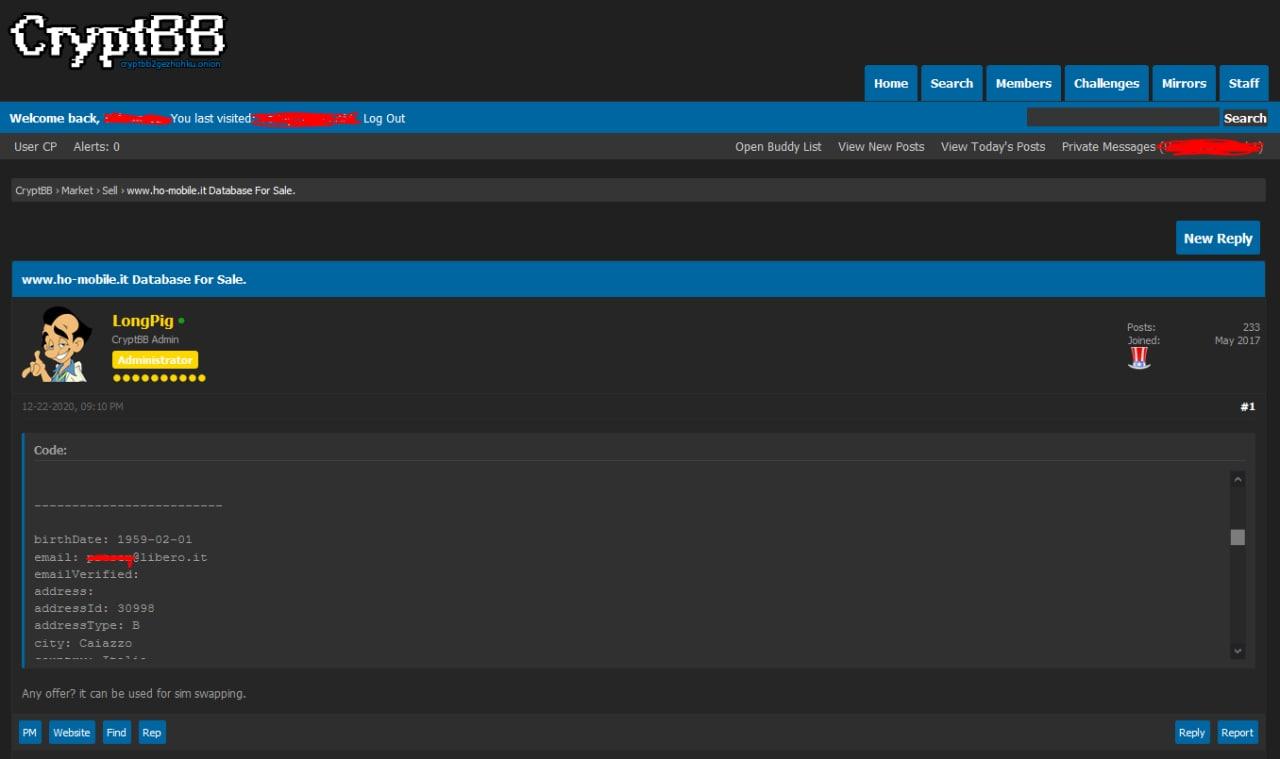 CryptBB
cryptbb2gezhohku.onion
Home Search Members Challenges Mirrors Staff
Welcome back, You last visited: Log Out
Search
User CP Alerts: 0
Open Buddy List View New Posts View Today's Posts Private Messages
CryptBB › Market › Sell › www.ho-mobile.it Database For Sale.
New Reply
www.ho-mobile.it Database For Sale.
LongPig
CryptBB Admin
Administrator
Posts: 233
Joined: May 2017
12-22-2020, 09:10 PM
#1
Code:
-------------------------
birthDate: 1959-02-01
email: @libero.it
emailVerified:
address:
addressId: 30998
addressType: B
city: Caiazzo
country: Italia
Any offer? it can be used for sim swapping.
PM Website Find Rep
Reply Report